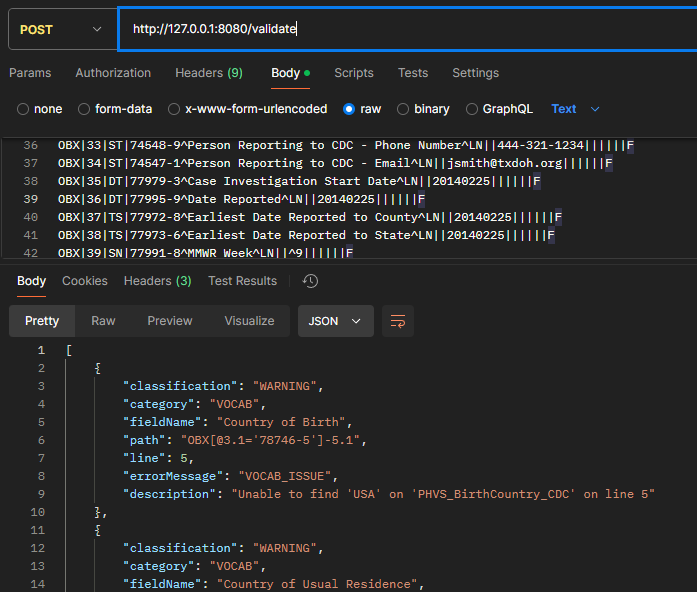 POST http://127.0.0.1:8080/validate
Params Authorization Headers (9) Body Scripts Tests Settings
none form-data x-www-form-urlencoded raw binary GraphQL Text
36 OBX|33|ST|74548-9^Person Reporting to CDC - Phone Number^LN||444-321-1234||||||F
37 OBX|34|ST|74547-1^Person Reporting to CDC - Email^LN||jsmith@txdoh.org||||||F
38 OBX|35|DT|77979-3^Case Investigation Start Date^LN||20140225||||||F
39 OBX|36|DT|77995-9^Date Reported^LN||20140225||||||F
40 OBX|37|TS|77972-8^Earliest Date Reported to County^LN||20140225||||||F
41 OBX|38|TS|77973-6^Earliest Date Reported to State^LN||20140225||||||F
42 OBX|39|SN|77991-8^MMWR Week^LN||^9||||||F
Body Cookies Headers (3) Test Results
Pretty Raw Preview Visualize JSON
1 [
2 {
3 "classification": "WARNING",
4 "category": "VOCAB",
5 "fieldName": "Country of Birth",
6 "path": "OBX[@3.1='78746-5']-5.1",
7 "line": 5,
8 "errorMessage": "VOCAB_ISSUE",
9 "description": "Unable to find 'USA' on 'PHVS_BirthCountry_CDC' on line 5"
10 },
11 {
12 "classification": "WARNING",
13 "category": "VOCAB",
14 "fieldName": "Country of Usual Residence",